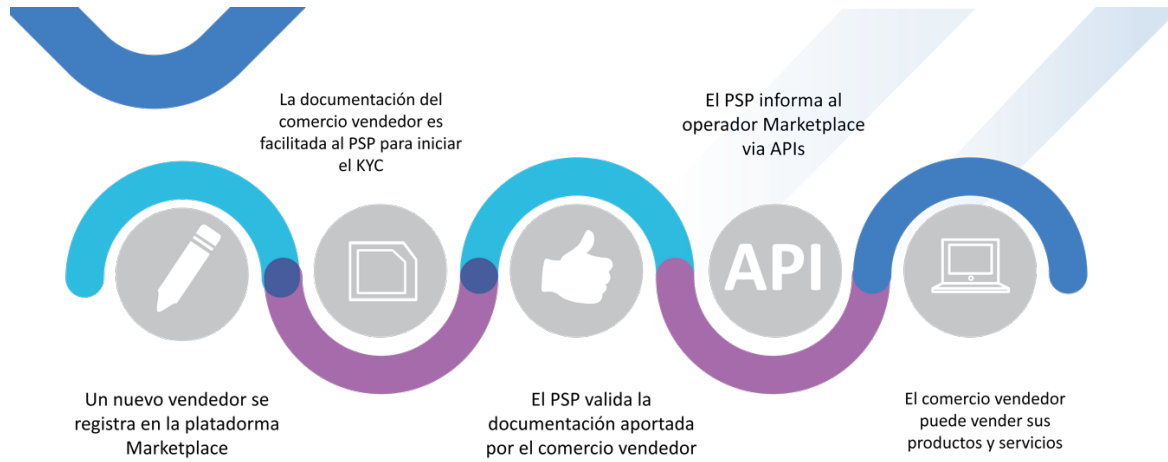 Un nuevo vendedor se
registra en la platadorma
Marketplace
La documentación del
comercio vendedor es
facilitada al PSP para iniciar
el KYC
El PSP valida la
documentación aportada
por el comercio vendedor
El PSP informa al
operador Marketplace
via APIs
API
El comercio vendedor
puede vender sus
productos y servicios